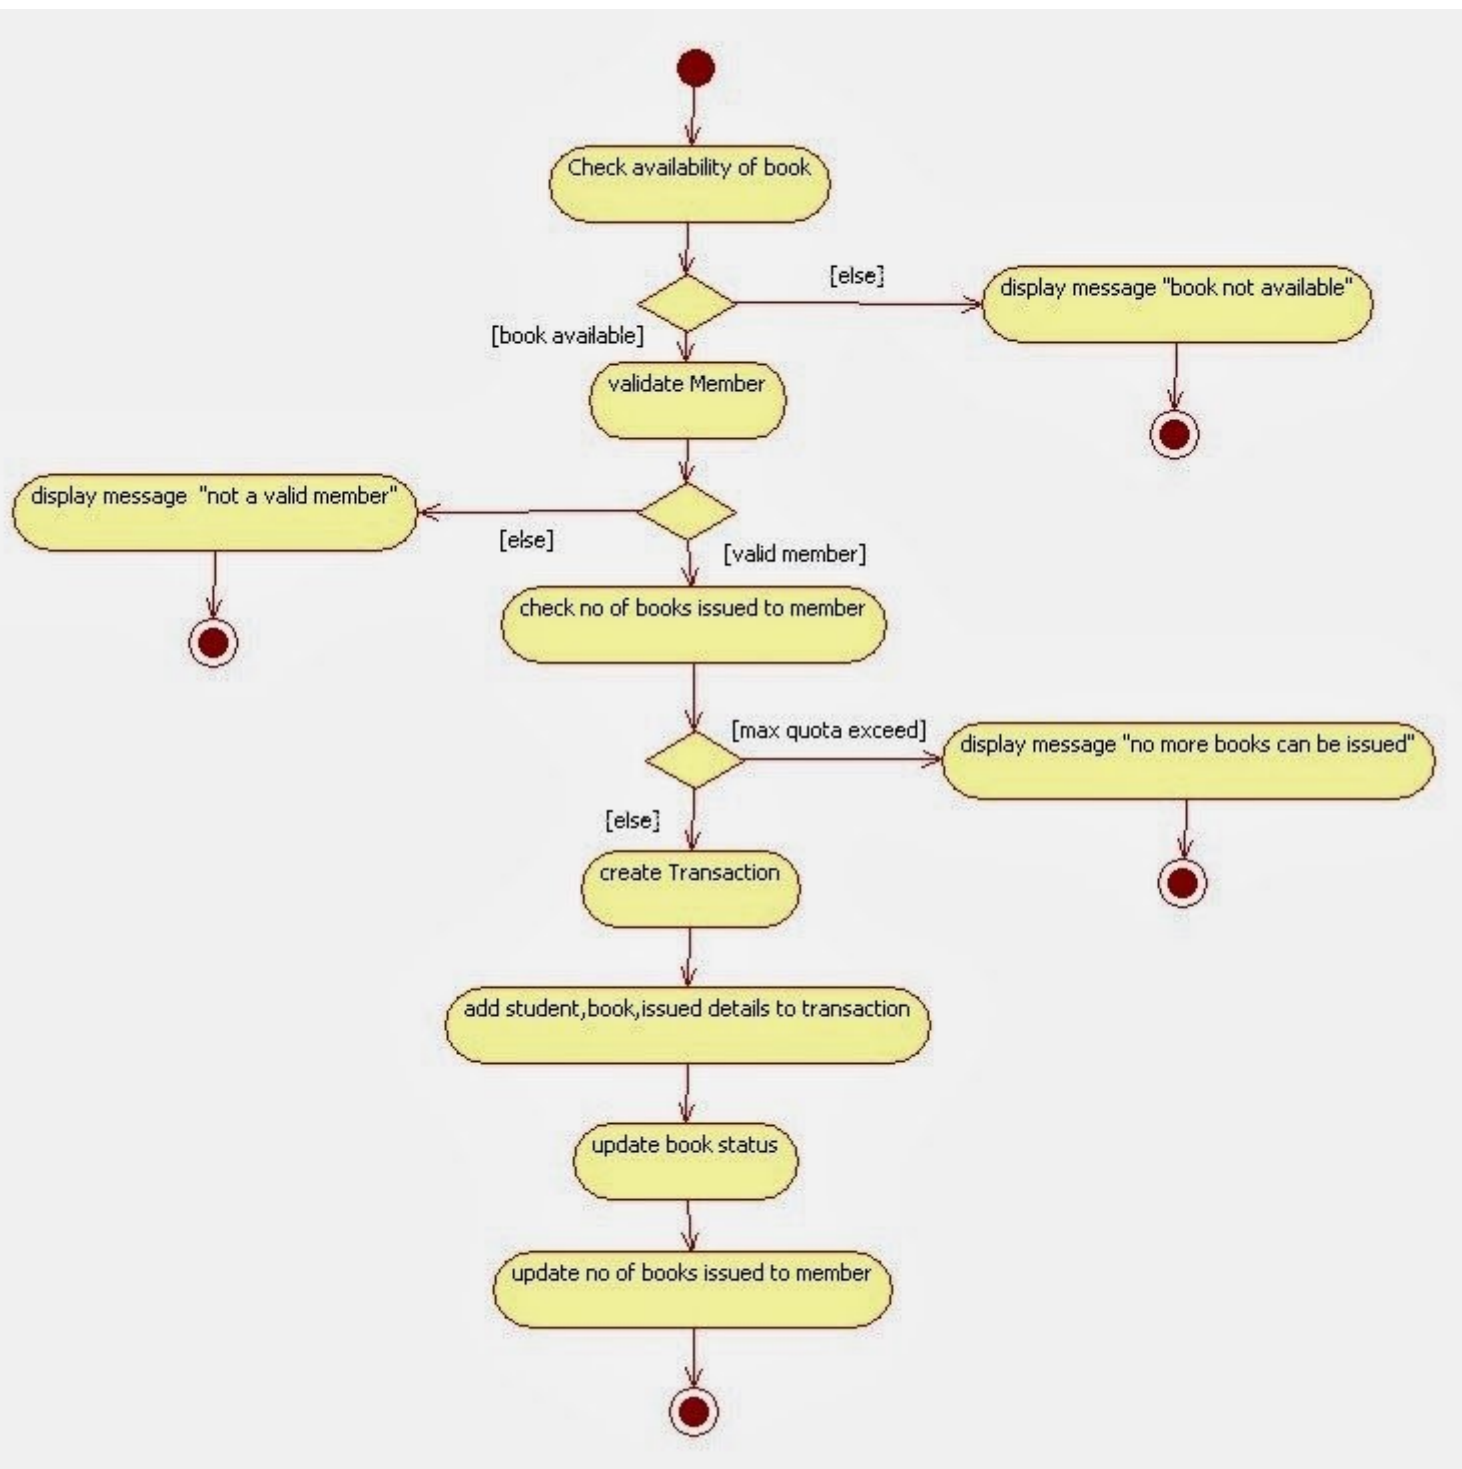 Check availability of book
[else]
display message "book not available"
[book available]
validate Member
display message  "not a valid member"
[else]
[valid member]
check no of books issued to member
[max quota exceed]
display message "no more books can be issued"
[else]
create Transaction
add student,book,issued details to transaction
update book status
update no of books issued to member